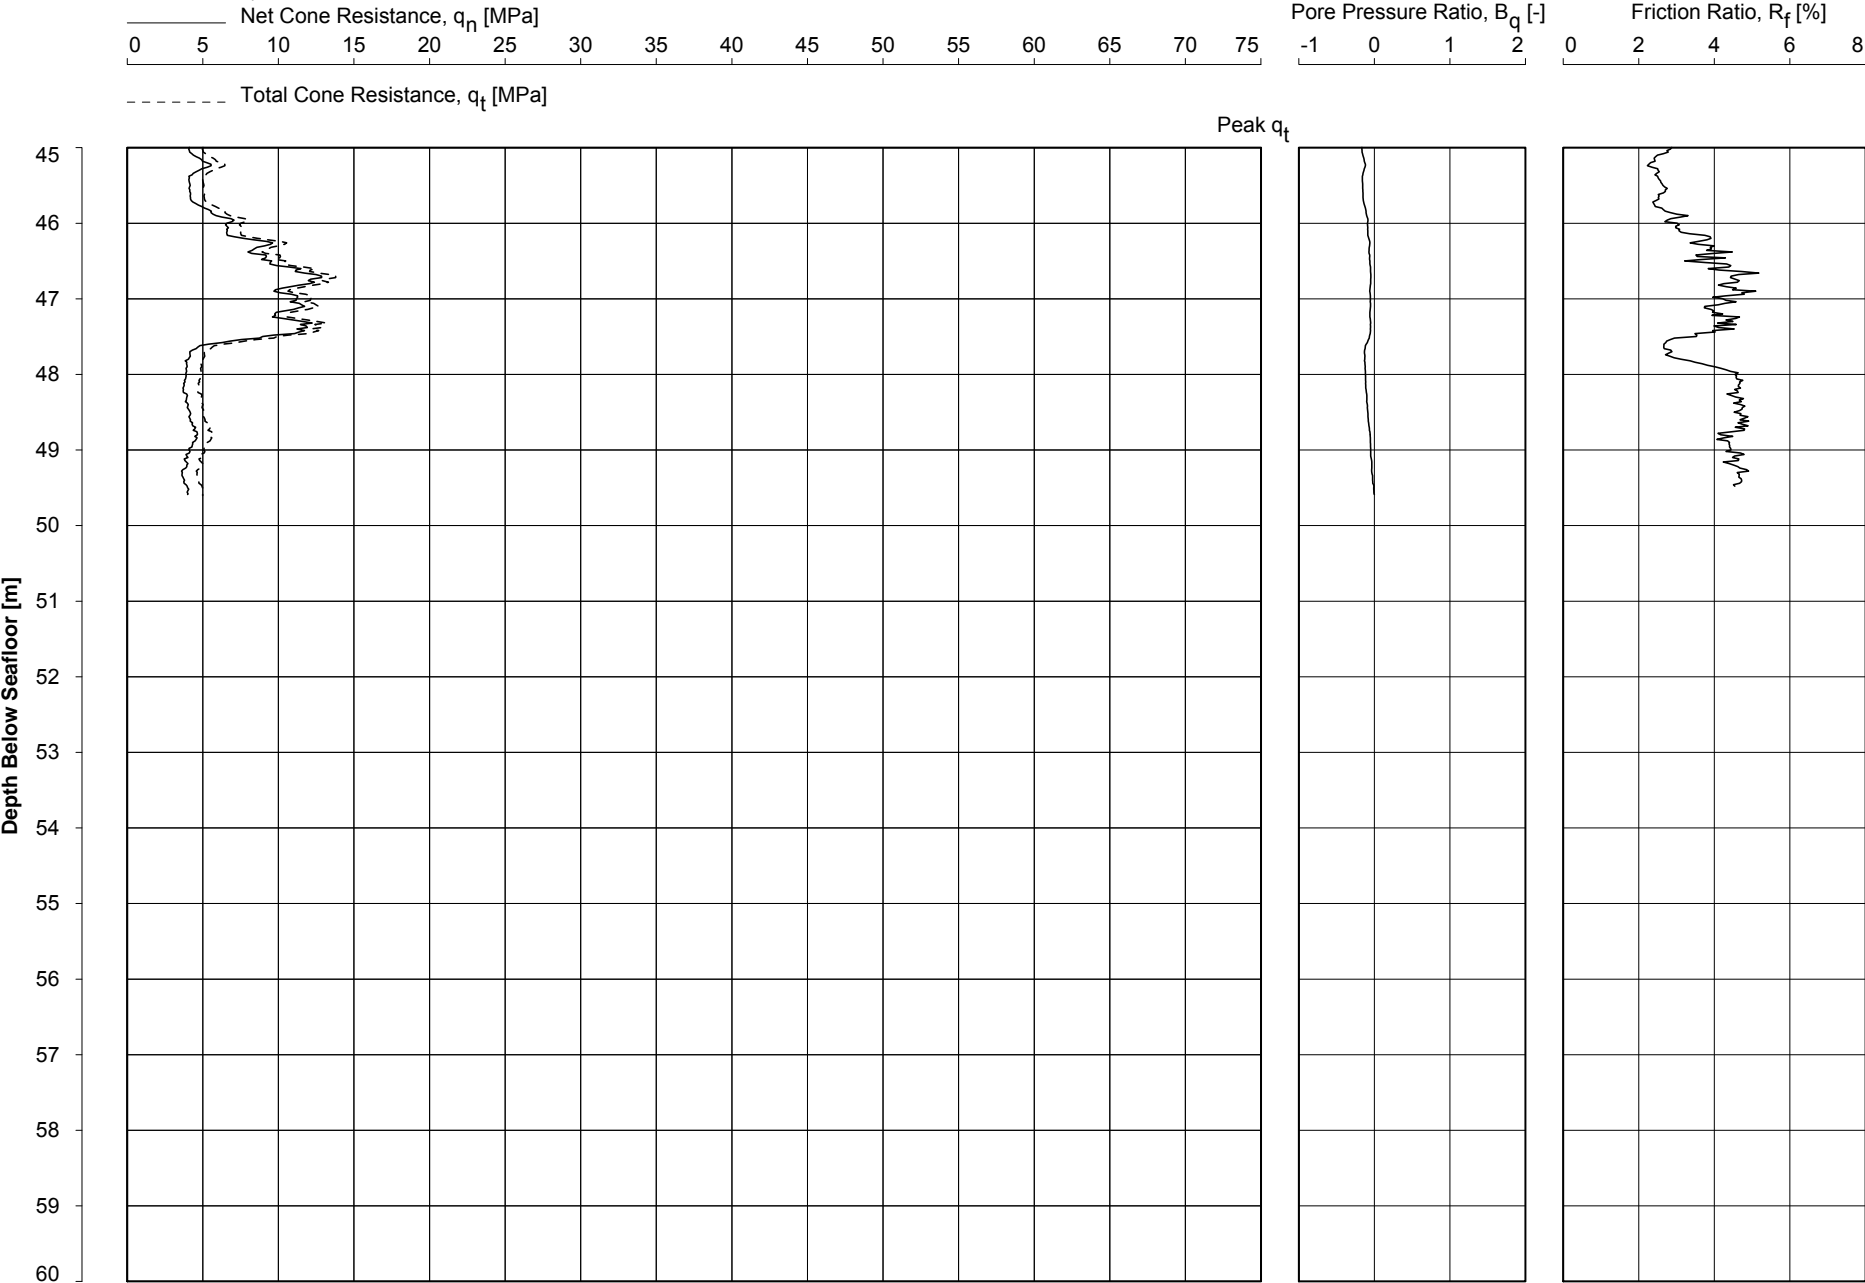 Net Cone Resistance, qn [MPa]
Pore Pressure Ratio, Bq [-]
Friction Ratio, Rf [%]
0 5 10 15 20 25 30 35 40 45 50 55 60 65 70 75
-1 0 1 2
0 2 4 6 8
Total Cone Resistance, qt [MPa]
Peak qt
45
46
47
48
49
50
51
52
53
54
55
56
57
58
59
60
Depth Below Seafloor [m]